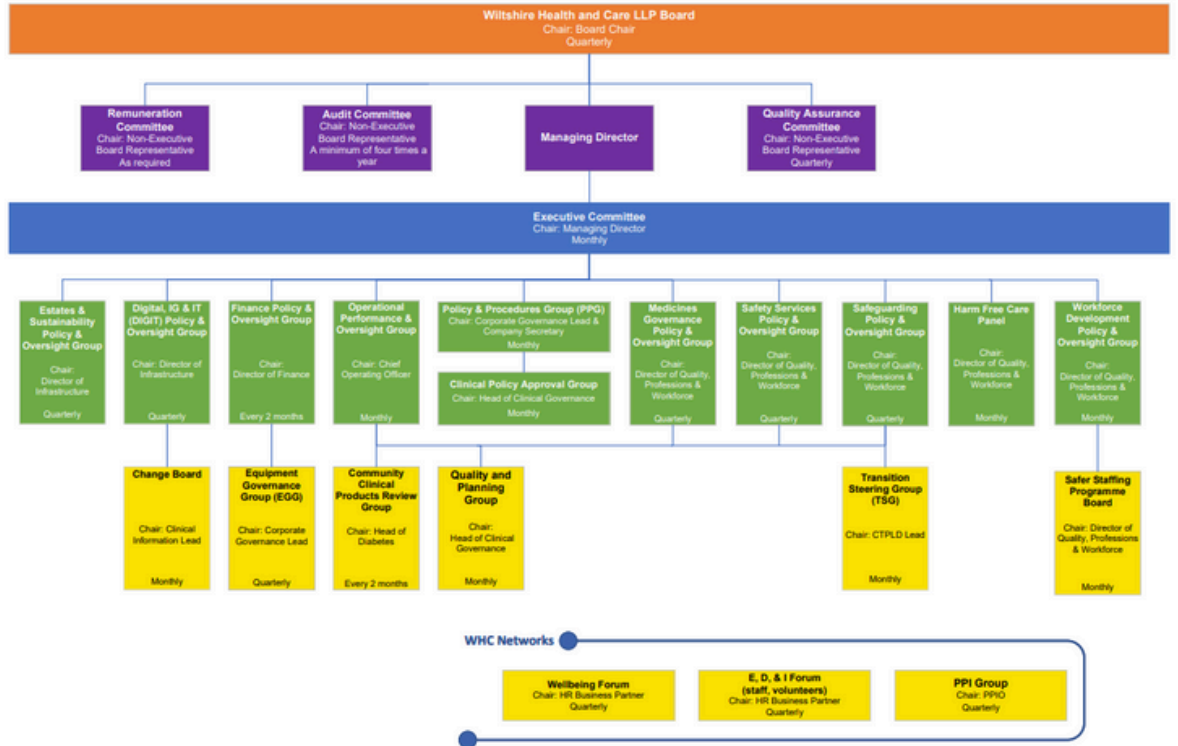 Wiltshire Health and Care LLP Board
Chair: Board Chair
Quarterly
Remuneration
Committee
Chair: Non-Executive
Board Representative
As required
Audit Committee
Chair: Non-Executive
Board Representative
A minimum of four times a
year
Managing Director
Quality Assurance
Committee
Chair: Non-Executive
Board Representative
Quarterly
Executive Committee
Chair: Managing Director
Monthly
Estates &
Sustainability
Policy &
Oversight Group
Chair:
Director of
Infrastructure
Quarterly
Digital, IG & IT
(DIGIT) Policy &
Oversight Group
Chair: Director of
Infrastructure
Quarterly
Finance Policy &
Oversight Group
Chair:
Director of Finance
Every 2 months
Operational
Performance &
Oversight Group
Chair: Chief
Operating Officer
Monthly
Policy & Procedures Group (PPG)
Chair: Corporate Governance Lead &
Company Secretary
Monthly
Clinical Policy Approval Group
Chair: Head of Clinical Governance
Monthly
Medicines
Governance
Policy &
Oversight Group
Chair:
Director of Quality,
Professions &
Workforce
Quarterly
Safety Services
Policy &
Oversight Group
Chair:
Director of Quality,
Professions &
Workforce
Quarterly
Safeguarding
Policy &
Oversight Group
Chair:
Director of Quality,
Professions &
Workforce
Quarterly
Harm Free Care
Panel
Chair:
Director of Quality,
Professions &
Workforce
Monthly
Workforce
Development
Policy &
Oversight Group
Chair:
Director of Quality,
Professions &
Workforce
Monthly
Change Board
Chair: Clinical
Information Lead
Monthly
Equipment
Governance
Group (EGG)
Chair: Corporate
Governance Lead
Quarterly
Community
Clinical
Products Review
Group
Chair: Head of
Diabetes
Every 2 months
Quality and
Planning
Group
Chair:
Head of Clinical
Governance
Monthly
Transition
Steering Group
(TSG)
Chair: CTPLD Lead
Monthly
Safer Staffing
Programme
Board
Chair: Director of
Quality, Professions
& Workforce
Monthly
WHC Networks
Wellbeing Forum
Chair: HR Business Partner
Quarterly
E, D, & I Forum
(staff, volunteers)
Chair: HR Business Partner
Quarterly
PPI Group
Chair: PPIO
Quarterly